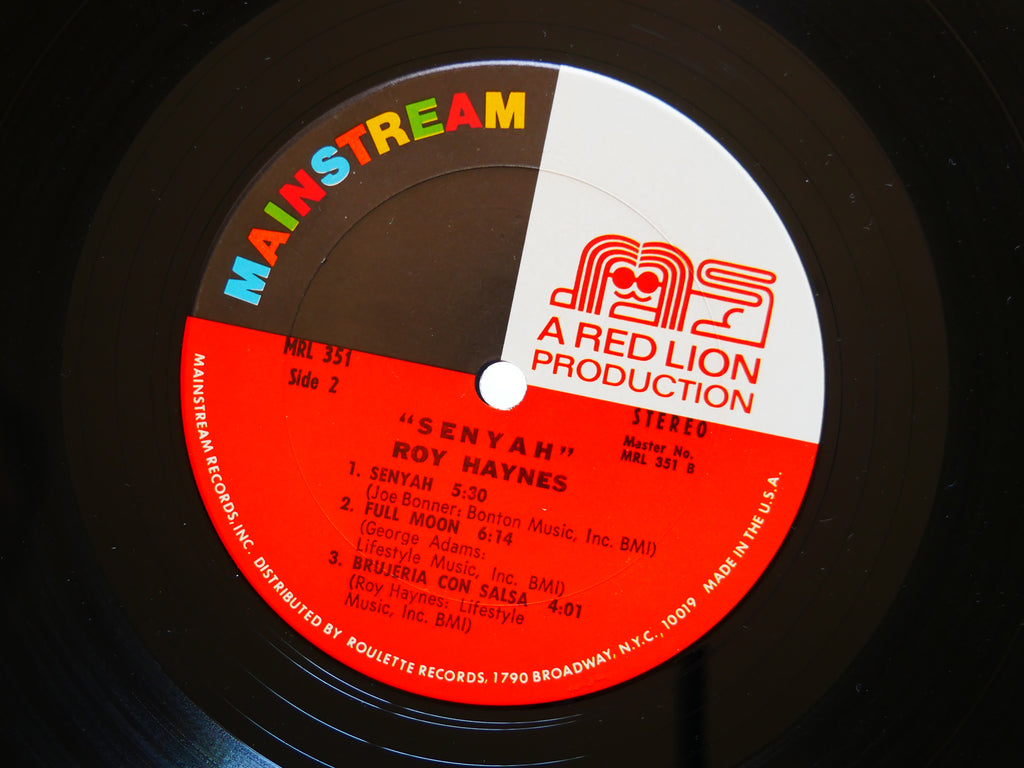 MAINSTREAM
A RED LION
PRODUCTION
MRL 351
Side 2
STEREO
Master No.
MRL 351 B
"SENYAH"
ROY HAYNES
1. SENYAH 5:30
(Joe Bonner: Bonton Music, Inc. BMI)
2. FULL MOON 6:14
(George Adams:
Lifestyle Music, Inc. BMI)
3. BRUJERIA CON SALSA 4:01
(Roy Haynes: Lifestyle
Music, Inc. BMI)
MAINSTREAM RECORDS, INC. DISTRIBUTED BY ROULETTE RECORDS, 1790 BROADWAY, N.Y.C., 10019 MADE IN THE U.S.A.